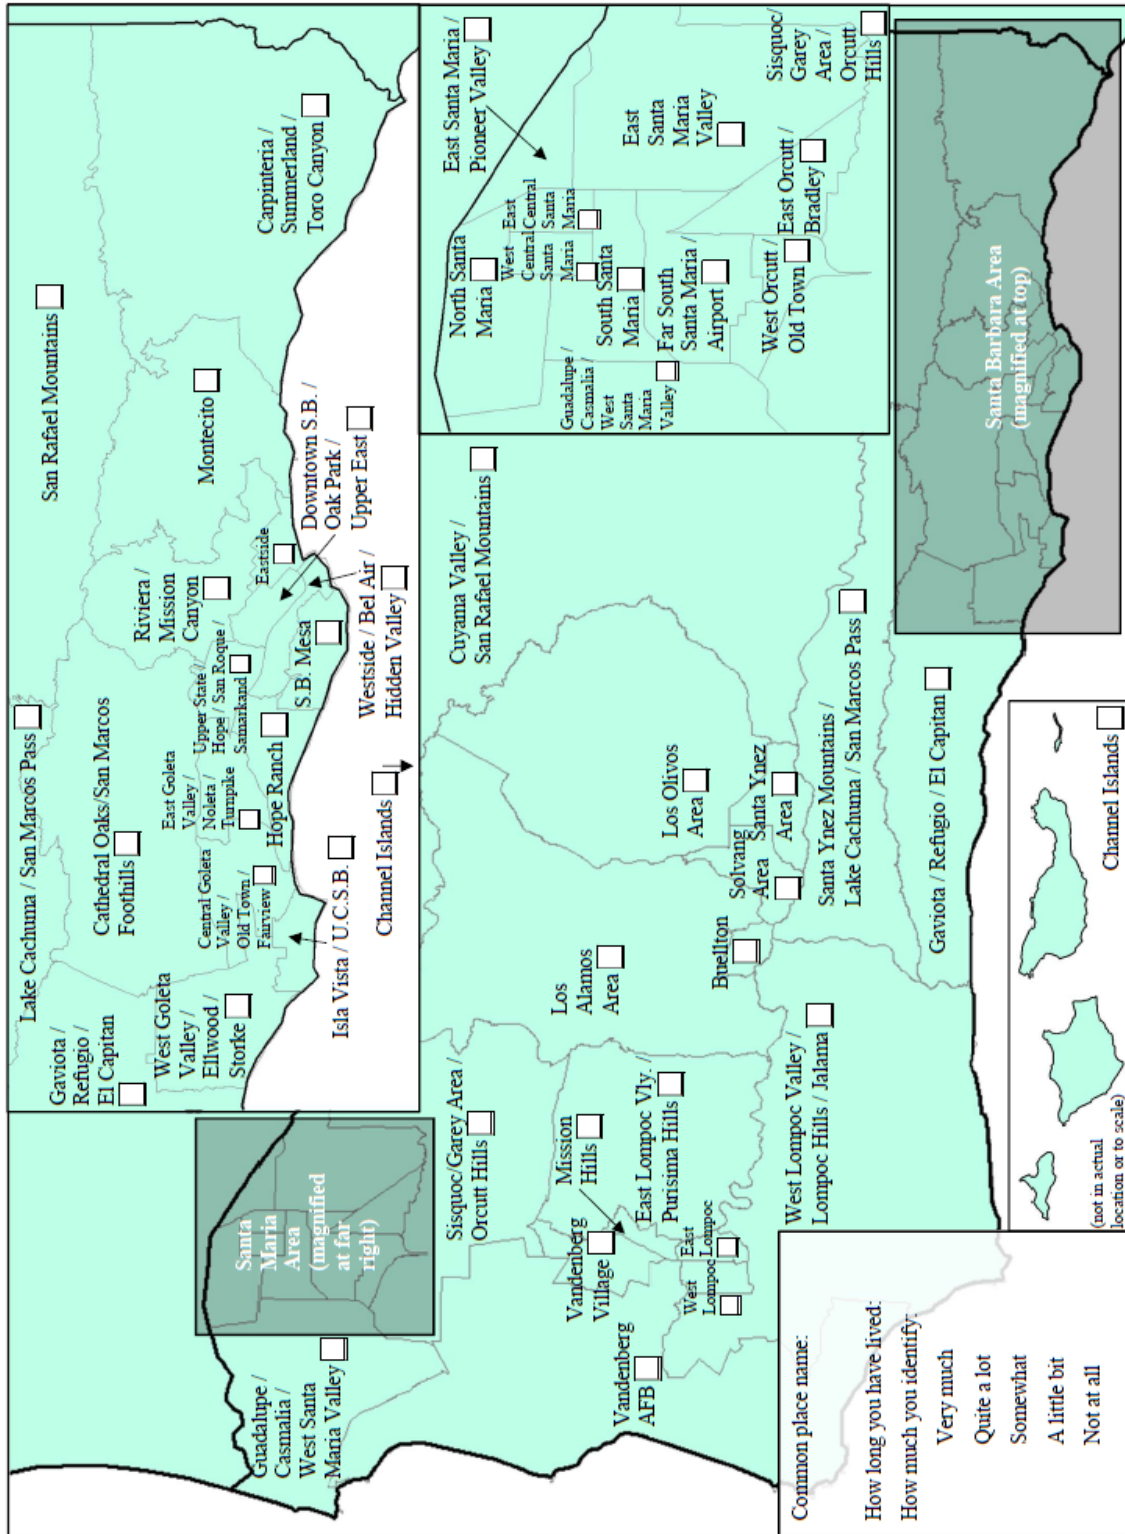 Lake Cachuma / San Marcos Pass
San Rafael Mountains
Gaviota /
Refugio /
El Capitan
Cathedral Oaks/San Marcos
Foothills
West Goleta
Valley /
Ellwood /
Storke
Central Goleta
Valley /
Old Town /
Fairview
East Goleta
Valley /
Noleta /
Turnpike
Upper State /
Hope / San Roque /
Samarkand
Riviera /
Mission
Canyon
Montecito
Carpinteria /
Summerland /
Toro Canyon
Eastside
Hope Ranch
S.B. Mesa
Downtown S.B. /
Oak Park /
Upper East
Westside / Bel Air /
Hidden Valley
Isla Vista / U.C.S.B.
Channel Islands
Santa
Maria
Area
(magnified
at far
right)
Guadalupe /
Casmalia /
West Santa
Maria Valley
Sisquoc/Garey Area /
Orcutt Hills
Cuyama Valley /
San Rafael Mountains
Vandenberg
Village
Mission
Hills
Los
Alamos
Area
Los Olivos
Area
Vandenberg
AFB
West
Lompoc
East
Lompoc
East Lompoc Vly. /
Purisima Hills
Buellton
Solvang
Area
Santa Ynez
Area
West Lompoc Valley /
Lompoc Hills / Jalama
Santa Ynez Mountains /
Lake Cachuma / San Marcos Pass
Gaviota / Refugio / El Capitan
North Santa
Maria
East Santa Maria /
Pioneer Valley
West
Central
Santa
Maria
East
Central
Santa
Maria
Guadalupe /
Casmalia /
West
Santa
Maria
Valley
South Santa
Maria
Far South
Santa Maria /
Airport
East
Santa
Maria
Valley
West Orcutt /
Old Town
East Orcutt /
Bradley
Sisquoc/
Garey
Area /
Orcutt
Hills
Santa Barbara Area
(magnified at top)
Common place name:
How long you have lived:
How much you identify:
Very much
Quite a lot
Somewhat
A little bit
Not at all
(not in actual
location or to scale)
Channel Islands